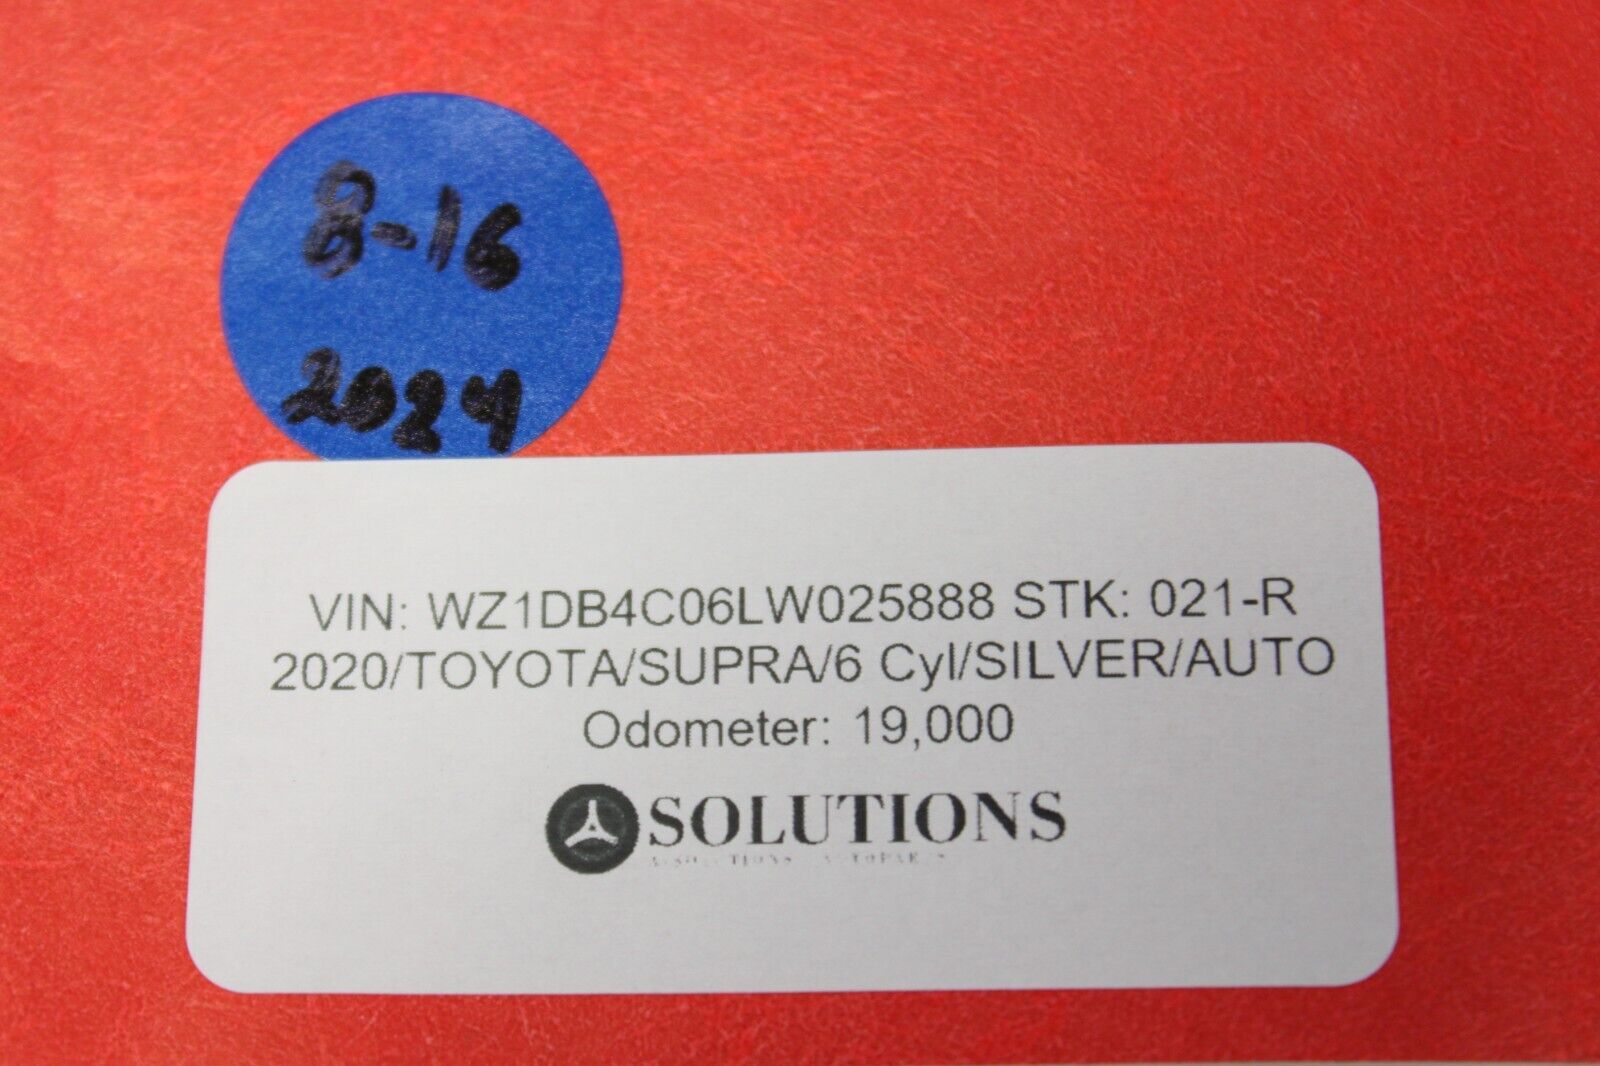 8-16
2024
VIN: WZ1DB4C06LW025888 STK: 021-R
2020/TOYOTA/SUPRA/6 Cyl/SILVER/AUTO
Odometer: 19,000
SOLUTIONS